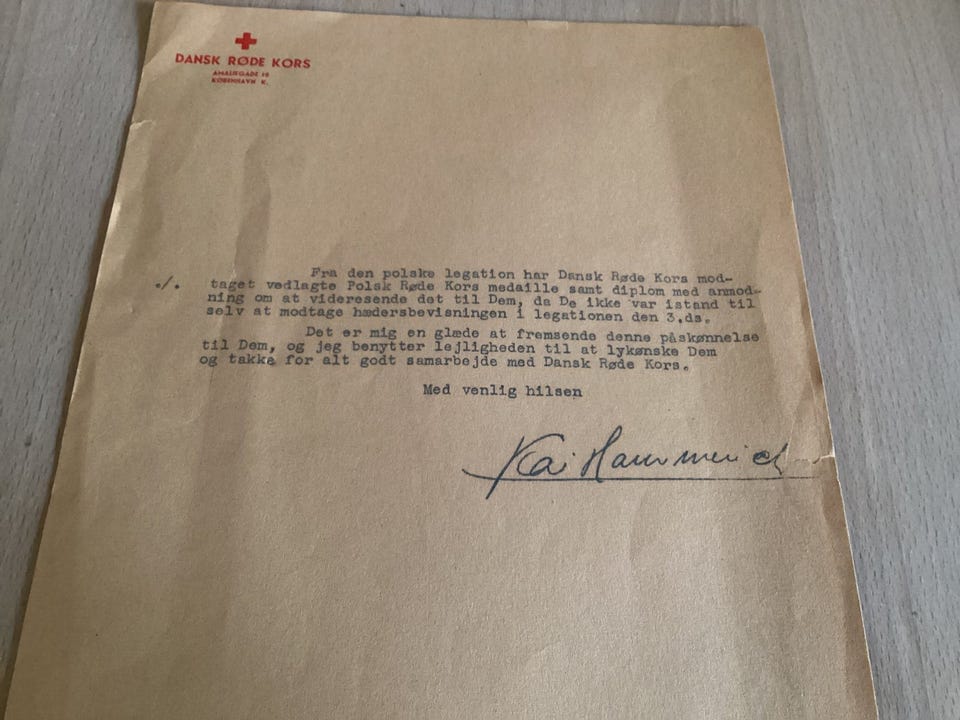 DANSK RØDE KORS
AMALIEGADE 18
KØBENHAVN K.
Fra den polske legation har Dansk Røde Kors mod-
./. taget vedlagte Polsk Røde Kors medaille samt diplom med anmod-
ning om at videresende det til Dem, da De ikke var istand til
selv at modtage hædersbevisningen i legationen den 3.ds.
Det er mig en glæde at fremsende denne påskønnelse
til Dem, og jeg benytter lejligheden til at lykønske Dem
og takke for alt godt samarbejde med Dansk Røde Kors.
Med venlig hilsen
Kai Hammerich